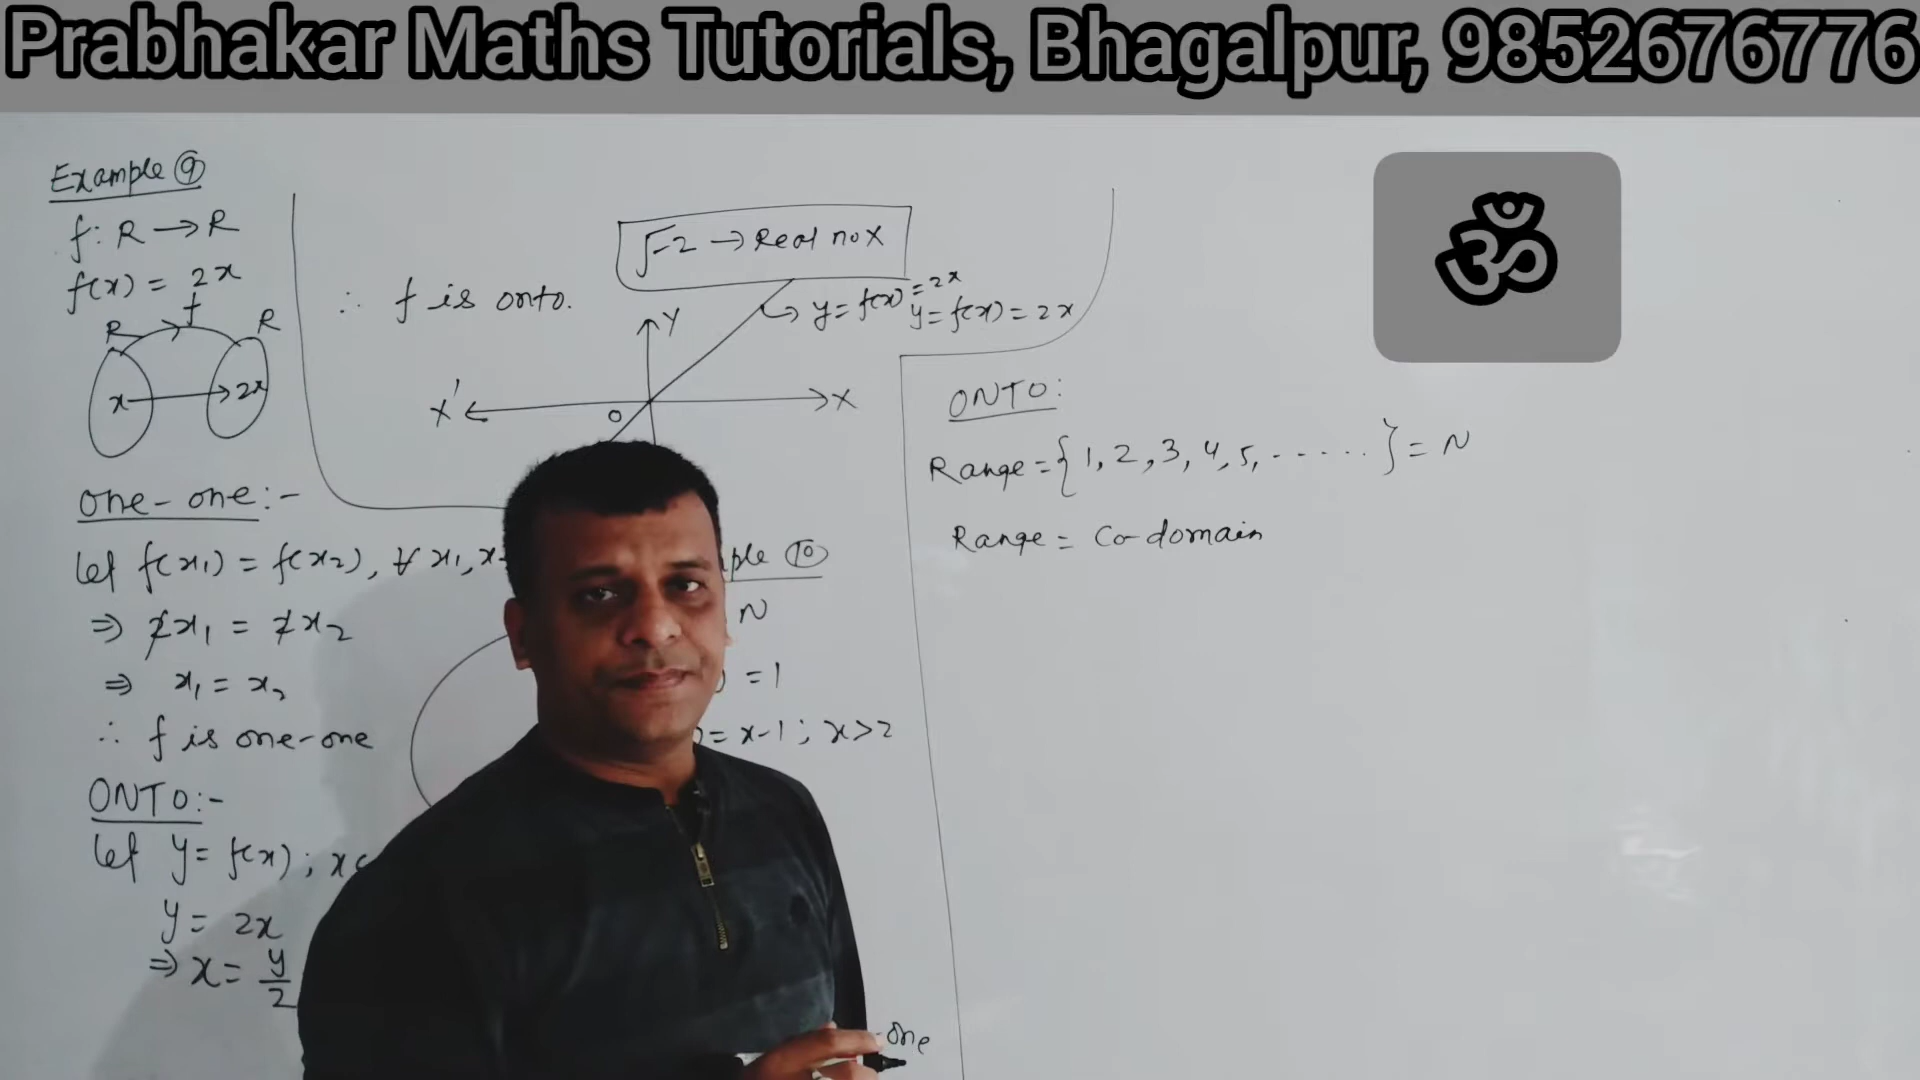 Prabhakar Maths Tutorials, Bhagalpur, 9852676776
ॐ
Example ⑨
f: R → R
f(x) = 2x
f
R R
x 2x
one-one:-
Let f(x₁) = f(x₂), ∀ x₁, x
⇒ 2x₁ = 2x₂
⇒ x₁ = x₂
∴ f is one-one
ONTO:-
Let y = f(x) ; x
y = 2x
⇒ x = y/2
√-2 → Real no X
∴ f is onto.
y = f(x) = 2x
y = f(x) = 2x
Y
X' O X
ple ⑩
N
) = 1
) = x-1 ; x>2
-one
ONTO:
Range = {1, 2, 3, 4, 5, ......} = N
Range = Co-domain